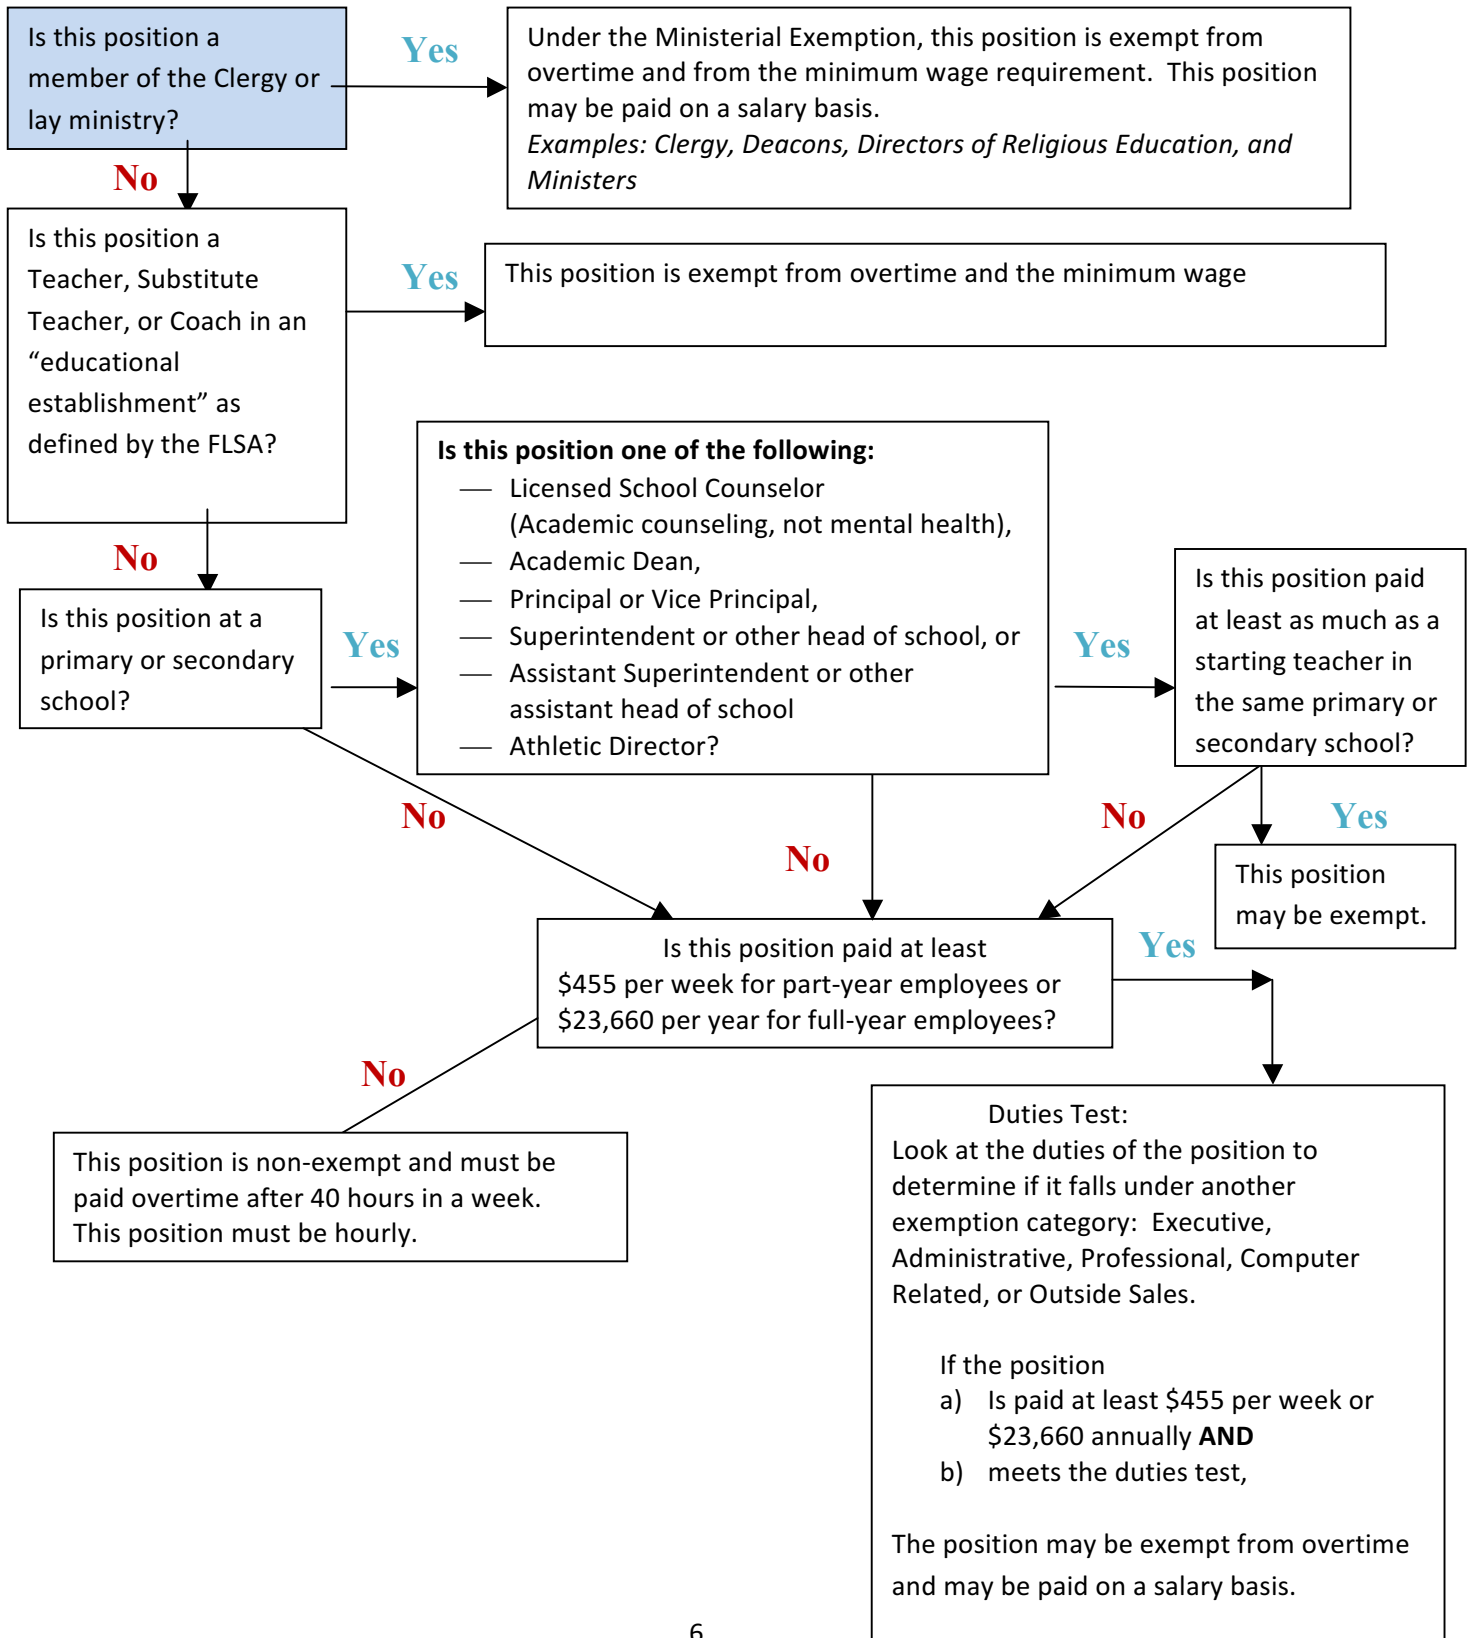 Is this position a
member of the Clergy or
lay ministry?
Yes
Under the Ministerial Exemption, this position is exempt from
overtime and from the minimum wage requirement.  This position
may be paid on a salary basis.
Examples: Clergy, Deacons, Directors of Religious Education, and
Ministers
No
Is this position a
Teacher, Substitute
Teacher, or Coach in an
“educational
establishment” as
defined by the FLSA?
Yes
This position is exempt from overtime and the minimum wage
No
Is this position at a
primary or secondary
school?
Yes
Is this position one of the following:
— Licensed School Counselor
(Academic counseling, not mental health),
— Academic Dean,
— Principal or Vice Principal,
— Superintendent or other head of school, or
— Assistant Superintendent or other
assistant head of school
— Athletic Director?
Yes
Is this position paid
at least as much as a
starting teacher in
the same primary or
secondary school?
No
No
No
Yes
This position
may be exempt.
Is this position paid at least
$455 per week for part-year employees or
$23,660 per year for full-year employees?
Yes
No
This position is non-exempt and must be
paid overtime after 40 hours in a week.
This position must be hourly.
Duties Test:
Look at the duties of the position to
determine if it falls under another
exemption category:  Executive,
Administrative, Professional, Computer
Related, or Outside Sales.
If the position
a) Is paid at least $455 per week or
$23,660 annually AND
b) meets the duties test,
The position may be exempt from overtime
and may be paid on a salary basis.
6